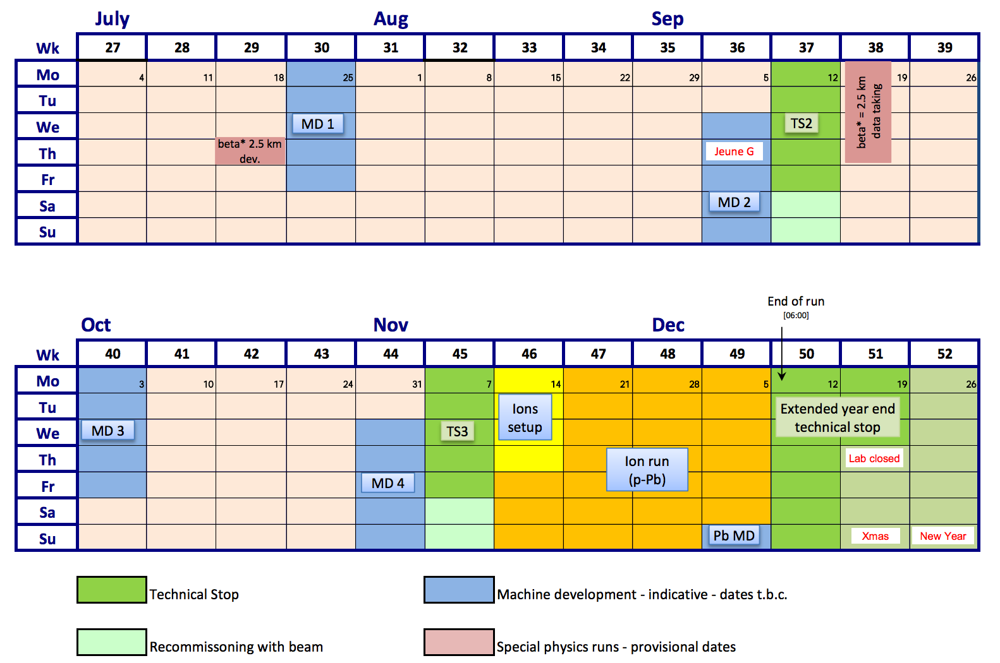 July Aug Sep
Wk 27 28 29 30 31 32 33 34 35 36 37 38 39
Mo 4 11 18 25 1 8 15 22 29 5 12 19 26
Tu
We MD 1 TS2
beta* = 2.5 km
data taking
Th beta* 2.5 km
dev.
Jeune G
Fr
Sa MD 2
Su
End of run
[06:00]
Oct Nov Dec
Wk 40 41 42 43 44 45 46 47 48 49 50 51 52
Mo 3 10 17 24 31 7 14 21 28 5 12 19 26
Tu
Ions
setup
Extended year end
technical stop
We MD 3 TS3
Th Lab closed
Ion run
(p-Pb)
Fr MD 4
Sa
Su Pb MD Xmas New Year
Technical Stop
Machine development - indicative - dates t.b.c.
Recommissoning with beam
Special physics runs - provisional dates